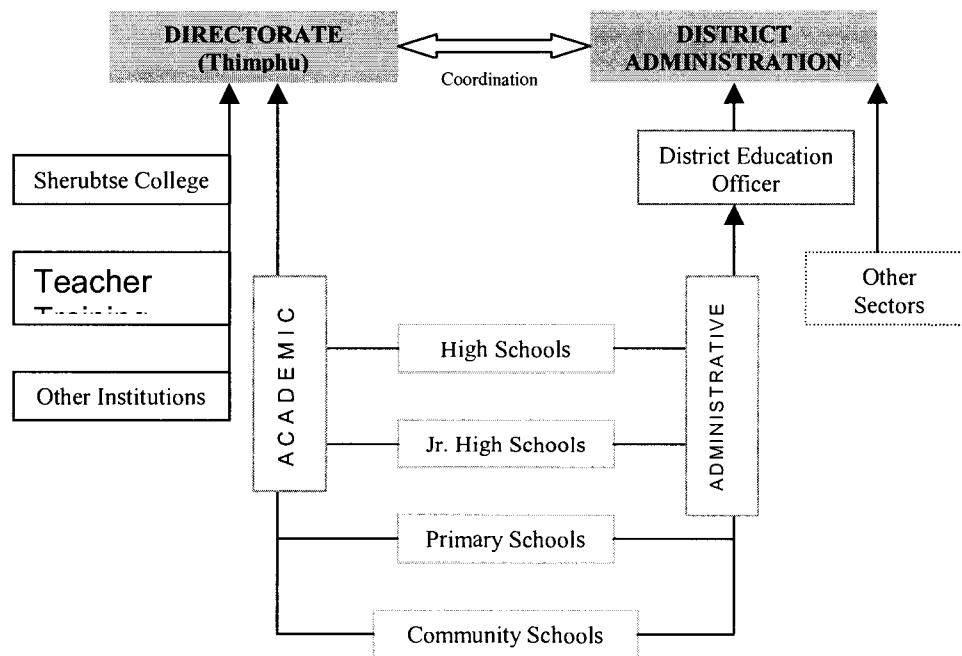 DIRECTORATE
(Thimphu)
Coordination
DISTRICT
ADMINISTRATION
Sherubtse College
District Education
Officer
Teacher
Training
Other
Sectors
ACADEMIC
ADMINISTRATIVE
High Schools
Other Institutions
Jr. High Schools
Primary Schools
Community Schools